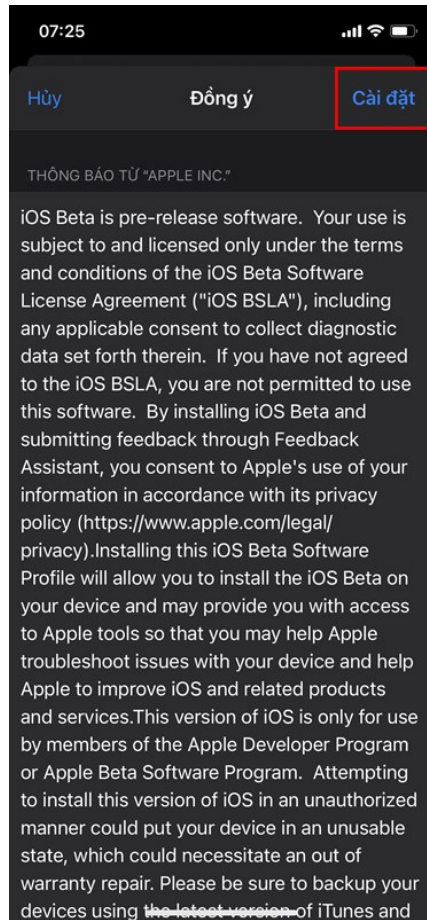 07:25
Hủy
Đồng ý
Cài đặt
THÔNG BÁO TỪ “APPLE INC.”
iOS Beta is pre-release software.  Your use is
subject to and licensed only under the terms
and conditions of the iOS Beta Software
License Agreement ("iOS BSLA"), including
any applicable consent to collect diagnostic
data set forth therein.  If you have not agreed
to the iOS BSLA, you are not permitted to use
this software.  By installing iOS Beta and
submitting feedback through Feedback
Assistant, you consent to Apple's use of your
information in accordance with its privacy
policy (https://www.apple.com/legal/
privacy).Installing this iOS Beta Software
Profile will allow you to install the iOS Beta on
your device and may provide you with access
to Apple tools so that you may help Apple
troubleshoot issues with your device and help
Apple to improve iOS and related products
and services.This version of iOS is only for use
by members of the Apple Developer Program
or Apple Beta Software Program.  Attempting
to install this version of iOS in an unauthorized
manner could put your device in an unusable
state, which could necessitate an out of
warranty repair. Please be sure to backup your
devices using the latest version of iTunes and